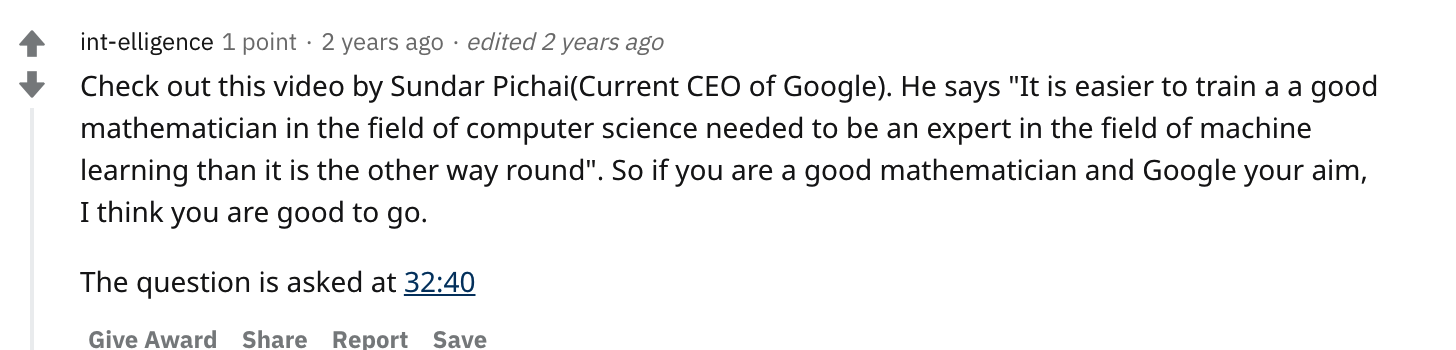 int-elligence 1 point · 2 years ago · edited 2 years ago
Check out this video by Sundar Pichai(Current CEO of Google). He says "It is easier to train a a good
mathematician in the field of computer science needed to be an expert in the field of machine
learning than it is the other way round". So if you are a good mathematician and Google your aim,
I think you are good to go.
The question is asked at 32:40
Give Award Share Report Save